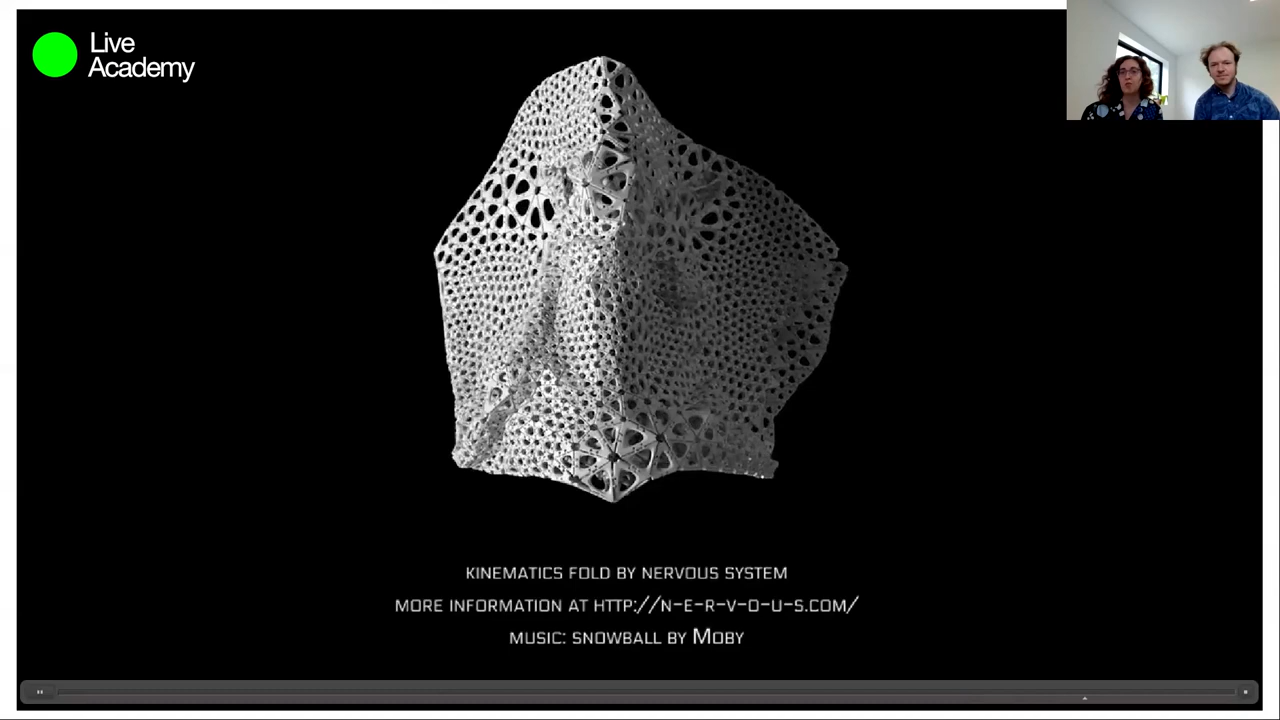 Live
Academy
KINEMATICS FOLD BY NERVOUS SYSTEM
MORE INFORMATION AT HTTP://N-E-R-V-O-U-S.COM/
MUSIC: SNOWBALL BY MOBY